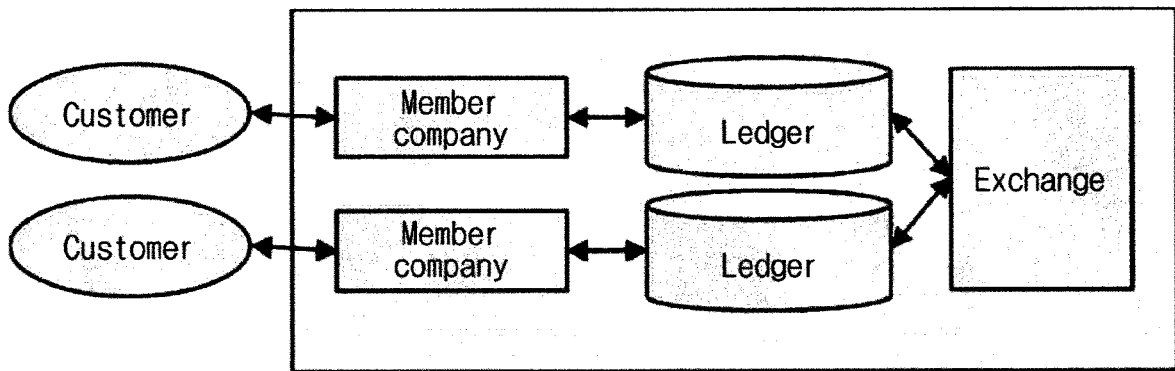 Customer
Member
company
Ledger
Exchange
Customer
Member
company
Ledger